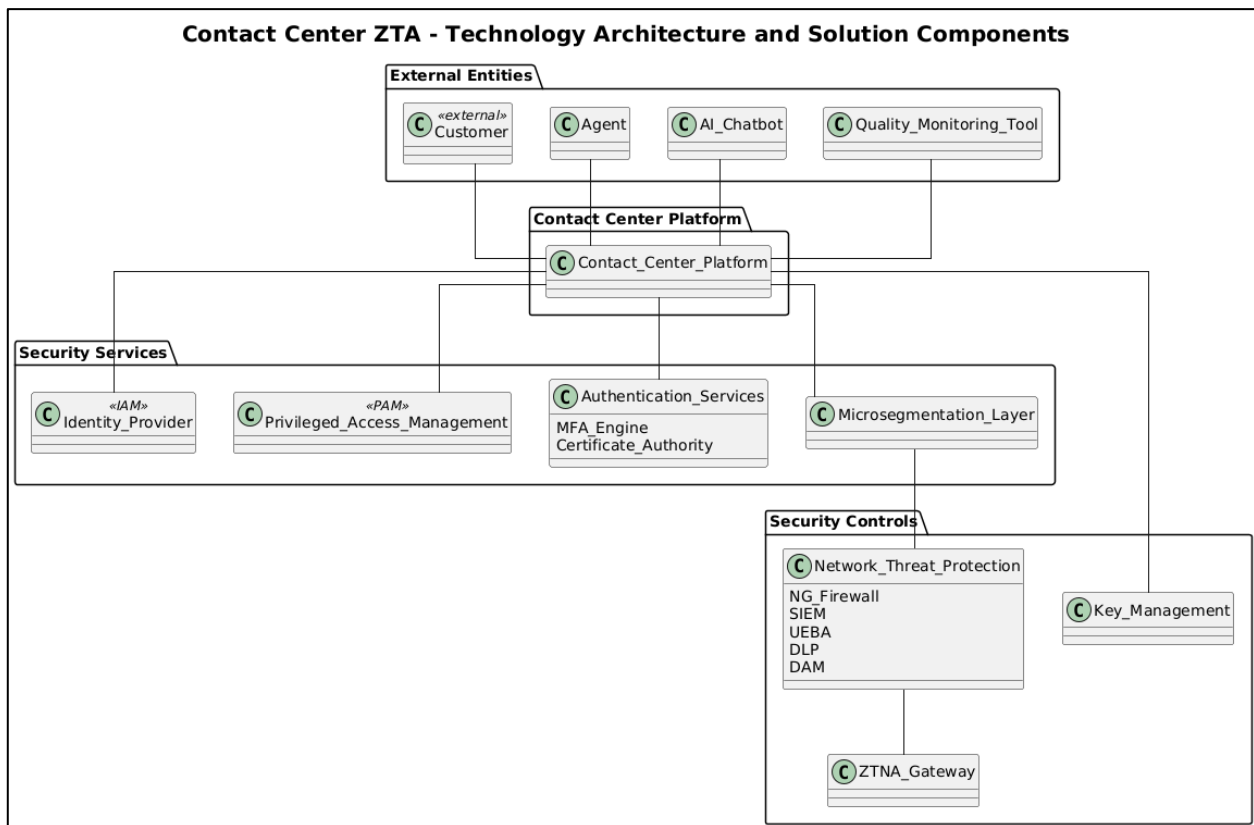 Contact Center ZTA - Technology Architecture and Solution Components
External Entities
C «external» Customer
C Agent
C AI_Chatbot
C Quality_Monitoring_Tool
Contact Center Platform
C Contact_Center_Platform
Security Services
C «IAM» Identity_Provider
C «PAM» Privileged_Access_Management
C Authentication_Services
MFA_Engine
Certificate_Authority
C Microsegmentation_Layer
Security Controls
C Network_Threat_Protection
NG_Firewall
SIEM
UEBA
DLP
DAM
C Key_Management
C ZTNA_Gateway